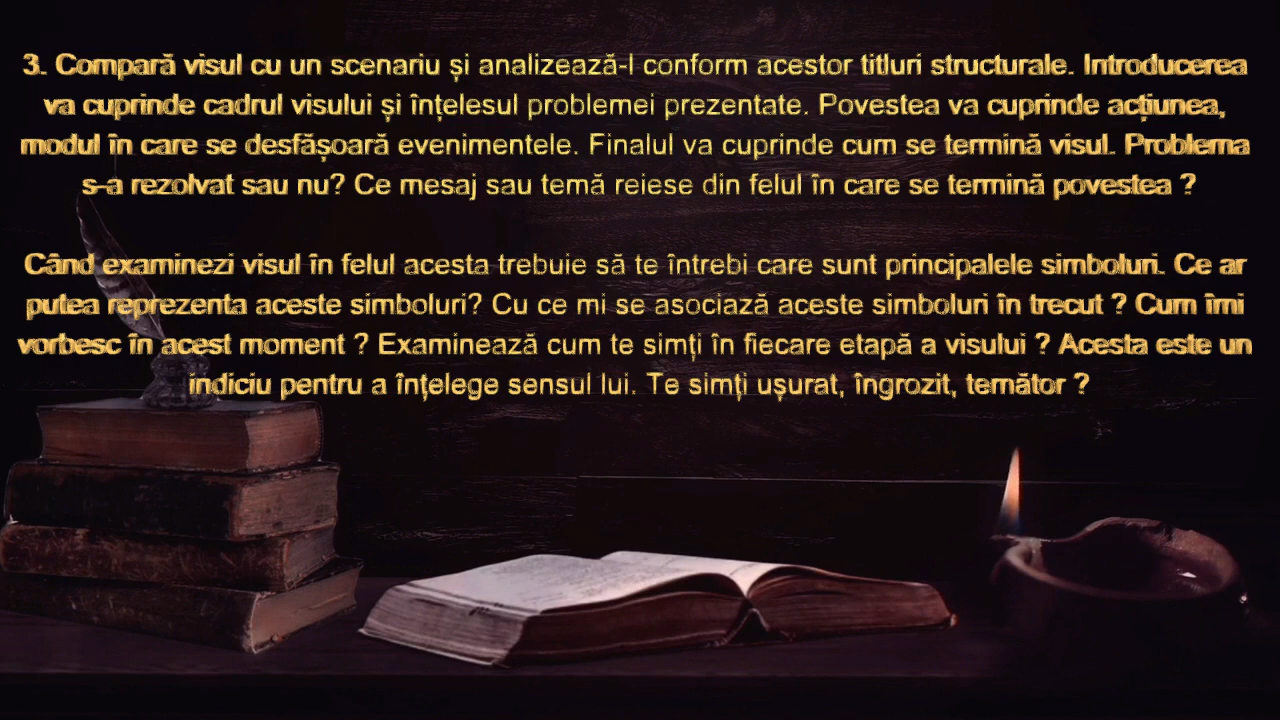 3. Compară visul cu un scenariu și analizează-l conform acestor titluri structurale. Introducerea
va cuprinde cadrul visului și înțelesul problemei prezentate. Povestea va cuprinde acțiunea,
modul în care se desfășoară evenimentele. Finalul va cuprinde cum se termină visul. Problema
s-a rezolvat sau nu? Ce mesaj sau temă reiese din felul în care se termină povestea ?
Când examinezi visul în felul acesta trebuie să te întrebi care sunt principalele simboluri. Ce ar
putea reprezenta aceste simboluri? Cu ce mi se asociază aceste simboluri în trecut ? Cum îmi
vorbesc în acest moment ? Examinează cum te simți în fiecare etapă a visului ? Acesta este un
indiciu pentru a înțelege sensul lui. Te simți ușurat, îngrozit, temător ?